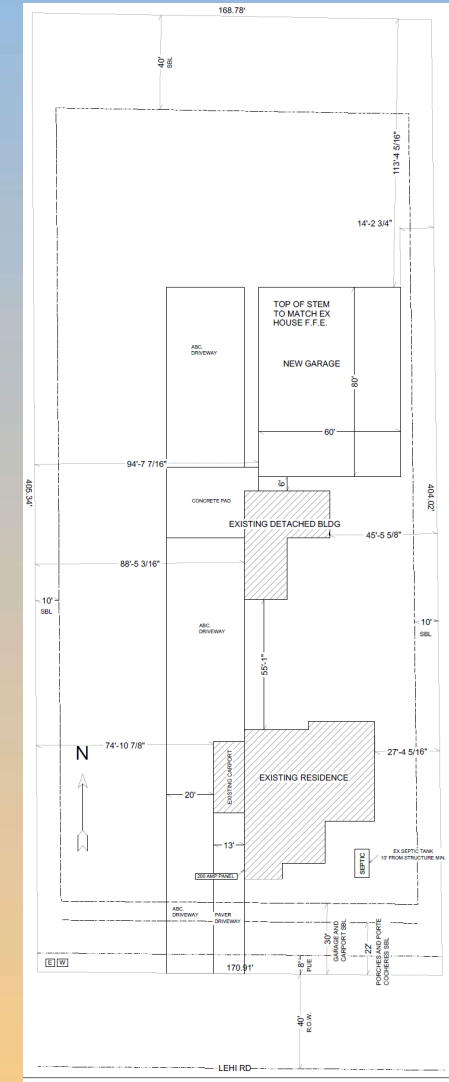 168.78'
40'
SBL
113'-4 5/16"
14'-2 3/4"
TOP OF STEM
TO MATCH EX
HOUSE F.F.E.
ABC.
DRIVEWAY
NEW GARAGE
80'
60'
94'-7 7/16"
405.34'
404.02'
CONCRETE PAD
6'
EXISTING DETACHED BLDG
45'-5 5/8"
88'-5 3/16"
10'
SBL
10'
SBL
ABC.
DRIVEWAY
55'-1"
74'-10 7/8"
27'-4 5/16"
N
EXISTING CARPORT
EXISTING RESIDENCE
20'
13'
SEPTIC
EX SEPTIC TANK
10' FROM STRUCTURE MIN.
200 AMP PANEL
ABC.
DRIVEWAY
PAVER
DRIVEWAY
30'
GARAGE AND
CARPORT SBL
22'
PORCHES AND PORTE
COCHERES SBL
E W
8'
PUE
170.91'
40'
R.O.W.
LEHI RD